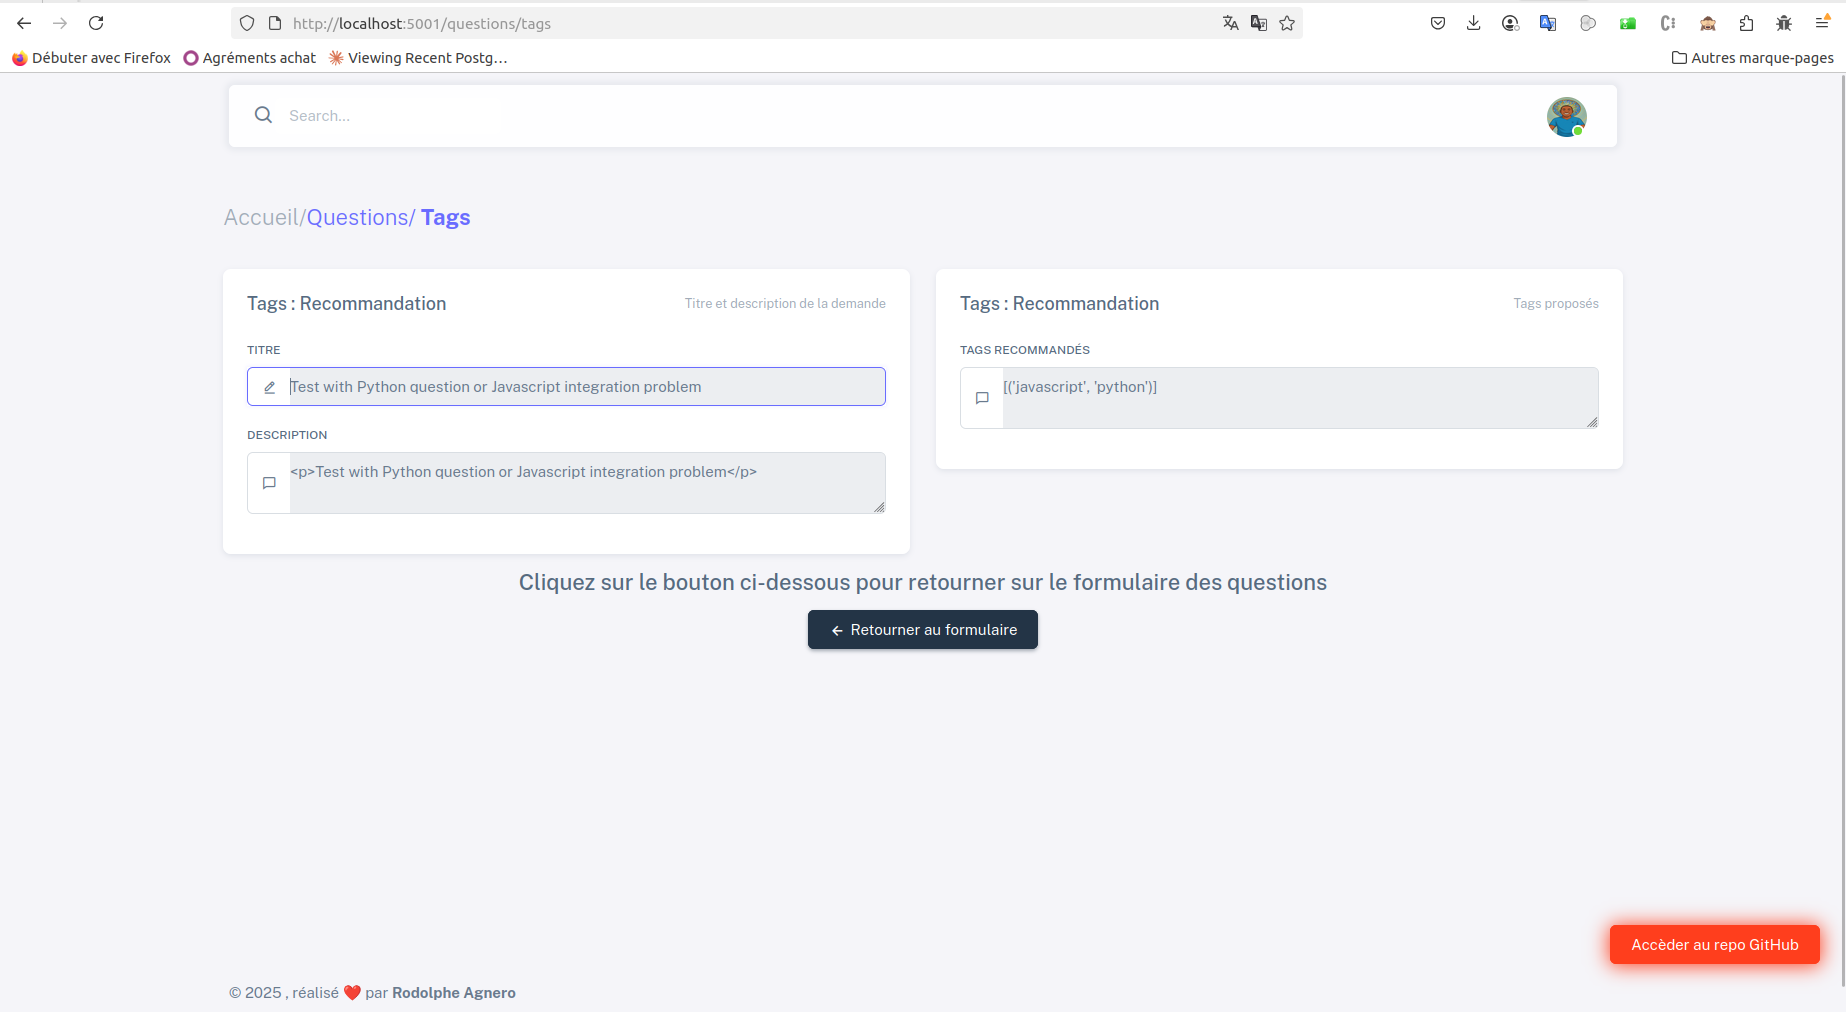 http://localhost:5001/questions/tags
Débuter avec Firefox Agréments achat Viewing Recent Postg… Autres marque-pages
Search...
Accueil/Questions/ Tags
Tags : Recommandation Titre et description de la demande
TITRE
Test with Python question or Javascript integration problem
DESCRIPTION
<p>Test with Python question or Javascript integration problem</p>
Tags : Recommandation Tags proposés
TAGS RECOMMANDÉS
[('javascript', 'python')]
Cliquez sur le bouton ci-dessous pour retourner sur le formulaire des questions
← Retourner au formulaire
Accèder au repo GitHub
© 2025 , réalisé ❤️ par Rodolphe Agnero